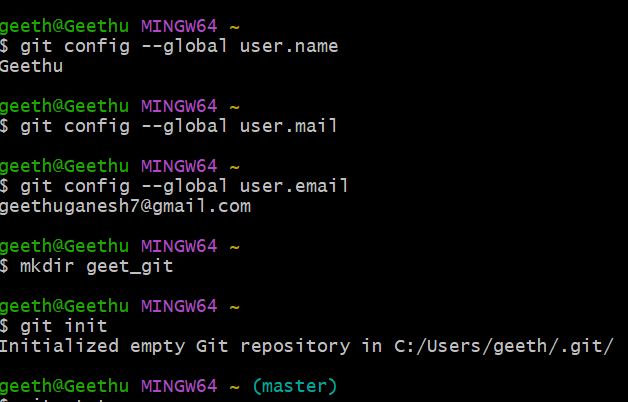 geeth@Geethu MINGW64 ~
$ git config --global user.name
Geethu
geeth@Geethu MINGW64 ~
$ git config --global user.mail
geeth@Geethu MINGW64 ~
$ git config --global user.email
geethuganesh7@gmail.com
geeth@Geethu MINGW64 ~
$ mkdir geet_git
geeth@Geethu MINGW64 ~
$ git init
Initialized empty Git repository in C:/Users/geeth/.git/
geeth@Geethu MINGW64 ~ (master)